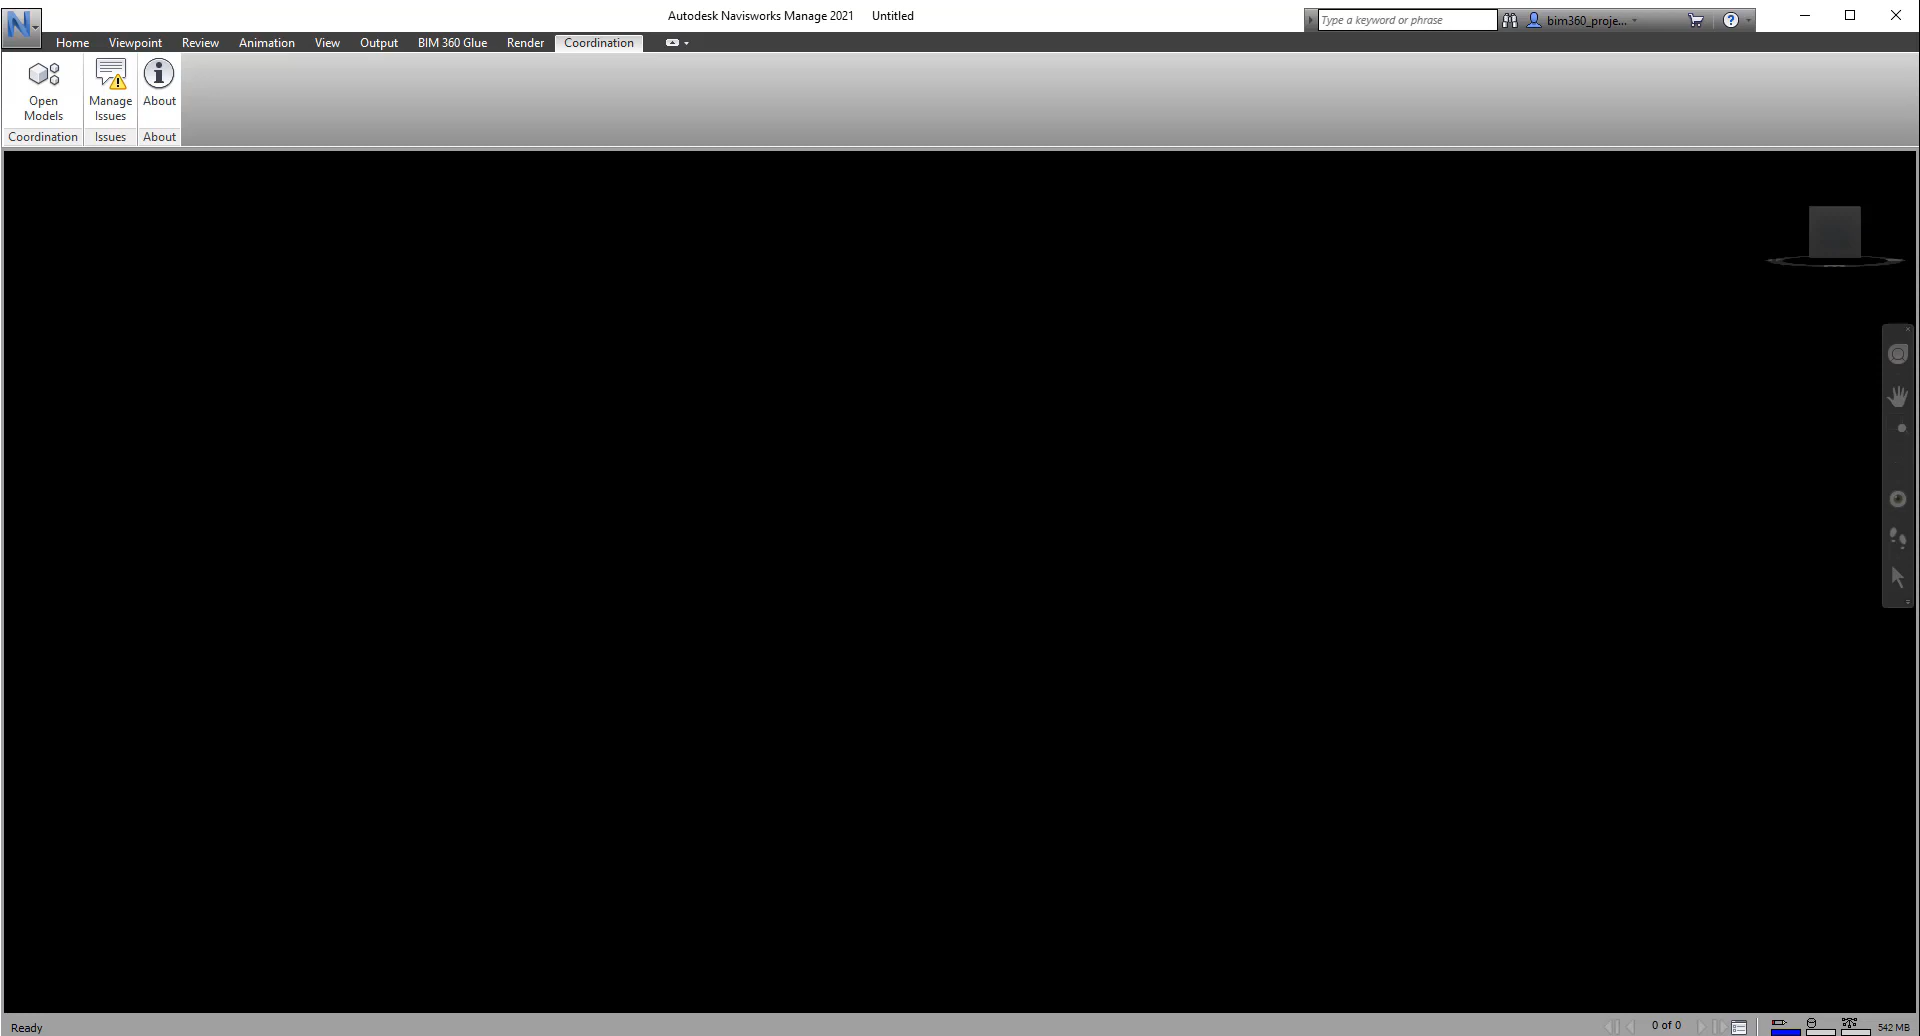 Autodesk Navisworks Manage 2021 Untitled
Type a keyword or phrase
bim360_proje...
Home Viewpoint Review Animation View Output BIM 360 Glue Render Coordination
Open Models
Manage Issues
About
Coordination Issues About
Ready
0 of 0
542 MB